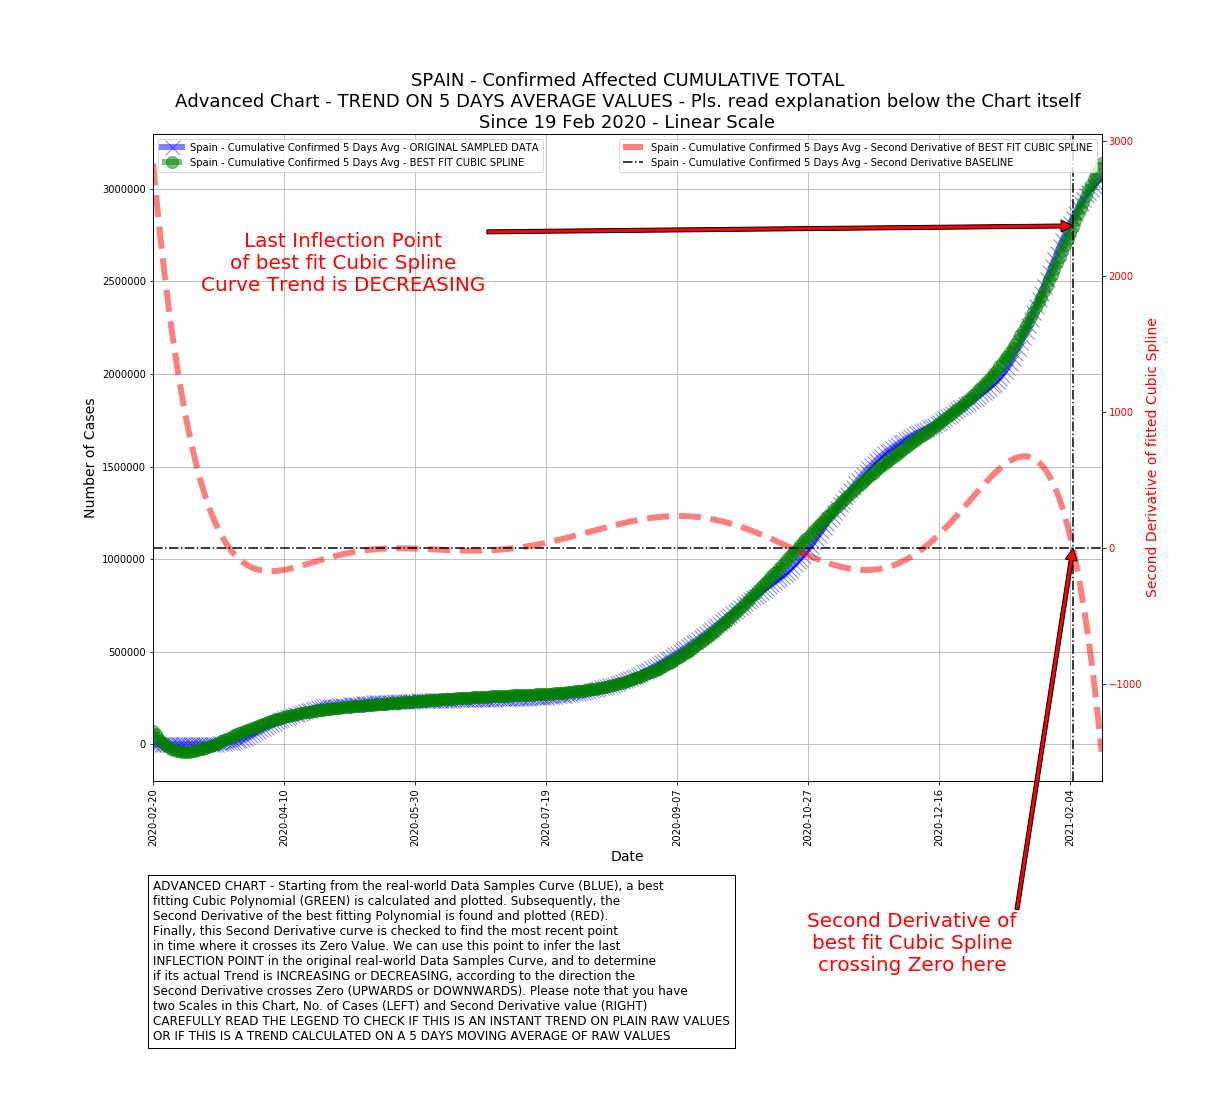 SPAIN - Confirmed Affected CUMULATIVE TOTAL
Advanced Chart - TREND ON 5 DAYS AVERAGE VALUES - Pls. read explanation below the Chart itself
Since 19 Feb 2020 - Linear Scale
Spain - Cumulative Confirmed 5 Days Avg - ORIGINAL SAMPLED DATA
Spain - Cumulative Confirmed 5 Days Avg - BEST FIT CUBIC SPLINE
Spain - Cumulative Confirmed 5 Days Avg - Second Derivative of BEST FIT CUBIC SPLINE
Spain - Cumulative Confirmed 5 Days Avg - Second Derivative BASELINE
Last Inflection Point
of best fit Cubic Spline
Curve Trend is DECREASING
Number of Cases
3000000
2500000
2000000
1500000
1000000
500000
0
3000
2000
1000
0
−1000
Second Derivative of fitted Cubic Spline
2020-02-20
2020-04-10
2020-05-30
2020-07-19
2020-09-07
2020-10-27
2020-12-16
2021-02-04
Date
ADVANCED CHART - Starting from the real-world Data Samples Curve (BLUE), a best
fitting Cubic Polynomial (GREEN) is calculated and plotted. Subsequently, the
Second Derivative of the best fitting Polynomial is found and plotted (RED).
Finally, this Second Derivative curve is checked to find the most recent point
in time where it crosses its Zero Value. We can use this point to infer the last
INFLECTION POINT in the original real-world Data Samples Curve, and to determine
if its actual Trend is INCREASING or DECREASING, according to the direction the
Second Derivative crosses Zero (UPWARDS or DOWNWARDS). Please note that you have
two Scales in this Chart, No. of Cases (LEFT) and Second Derivative value (RIGHT)
CAREFULLY READ THE LEGEND TO CHECK IF THIS IS AN INSTANT TREND ON PLAIN RAW VALUES
OR IF THIS IS A TREND CALCULATED ON A 5 DAYS MOVING AVERAGE OF RAW VALUES
Second Derivative of
best fit Cubic Spline
crossing Zero here